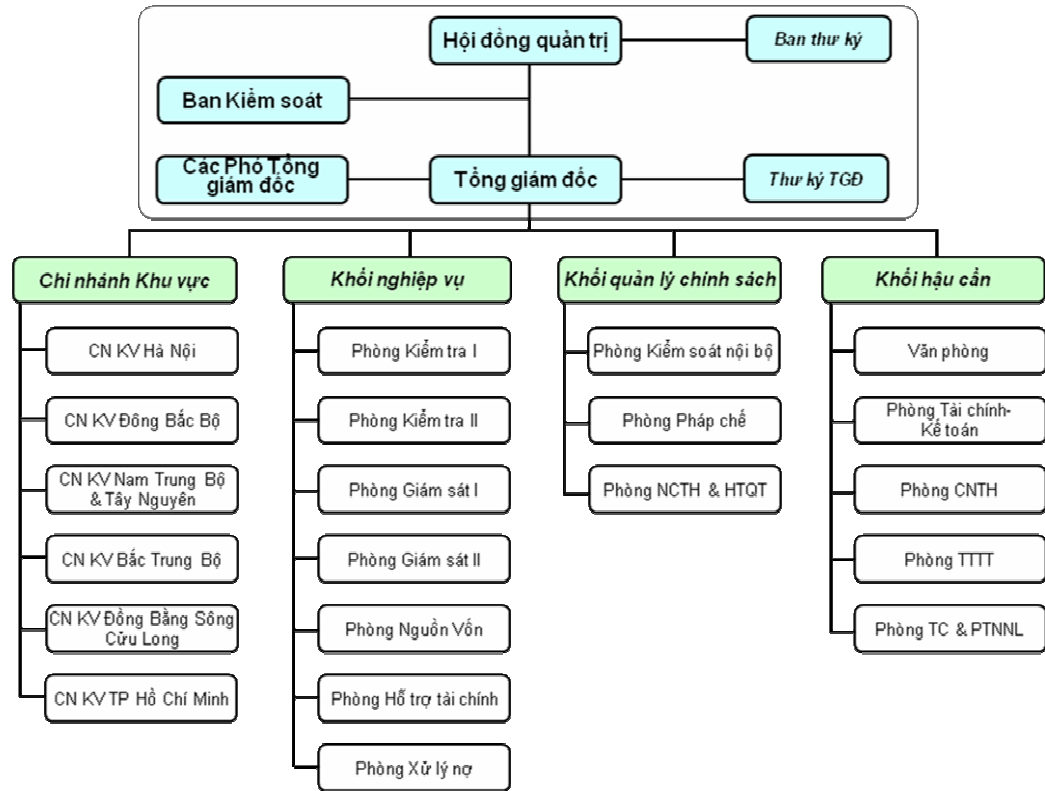 Hội đồng quản trị
Ban thư ký
Ban Kiểm soát
Các Phó Tổng
giám đốc
Tổng giám đốc
Thư ký TGĐ
Chi nhánh Khu vực
CN KV Hà Nội
CN KV Đông Bắc Bộ
CN KV Nam Trung Bộ
& Tây Nguyên
CN KV Bắc Trung Bộ
CN KV Đồng Bằng Sông
Cửu Long
CN KV TP Hồ Chí Minh
Khối nghiệp vụ
Phòng Kiểm tra I
Phòng Kiểm tra II
Phòng Giám sát I
Phòng Giám sát II
Phòng Nguồn Vốn
Phòng Hỗ trợ tài chính
Phòng Xử lý nợ
Khối quản lý chính sách
Phòng Kiểm soát nội bộ
Phòng Pháp chế
Phòng NCTH & HTQT
Khối hậu cần
Văn phòng
Phòng Tài chính-
Kế toán
Phòng CNTH
Phòng TTTT
Phòng TC & PTNNL